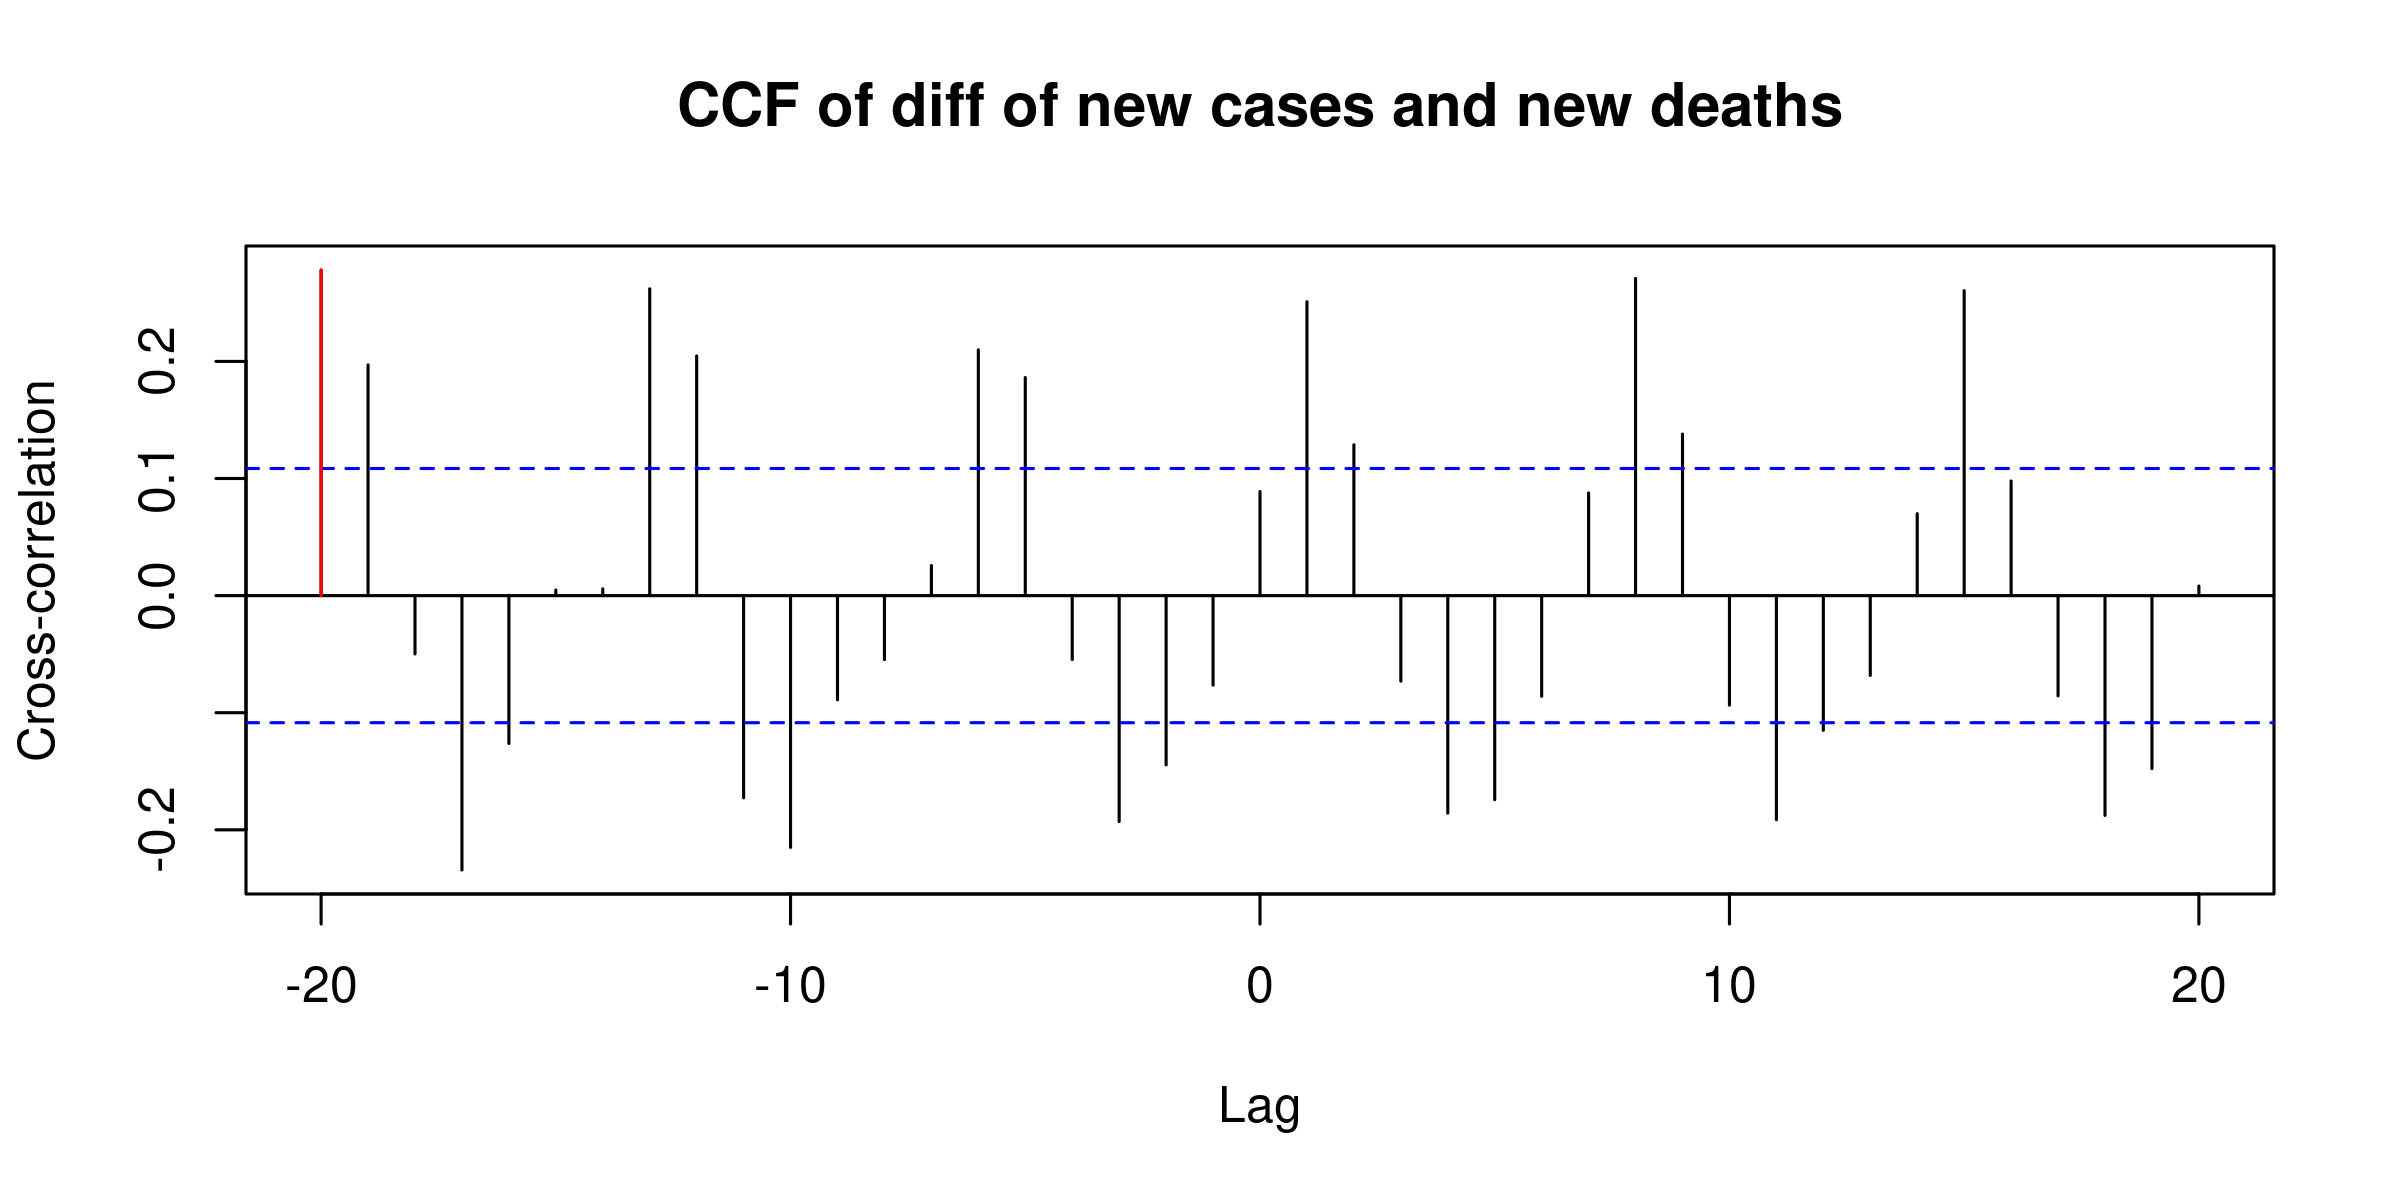 CCF of diff of new cases and new deaths
Cross-correlation
0.2
0.1
0.0
-0.2
-20 -10 0 10 20
Lag